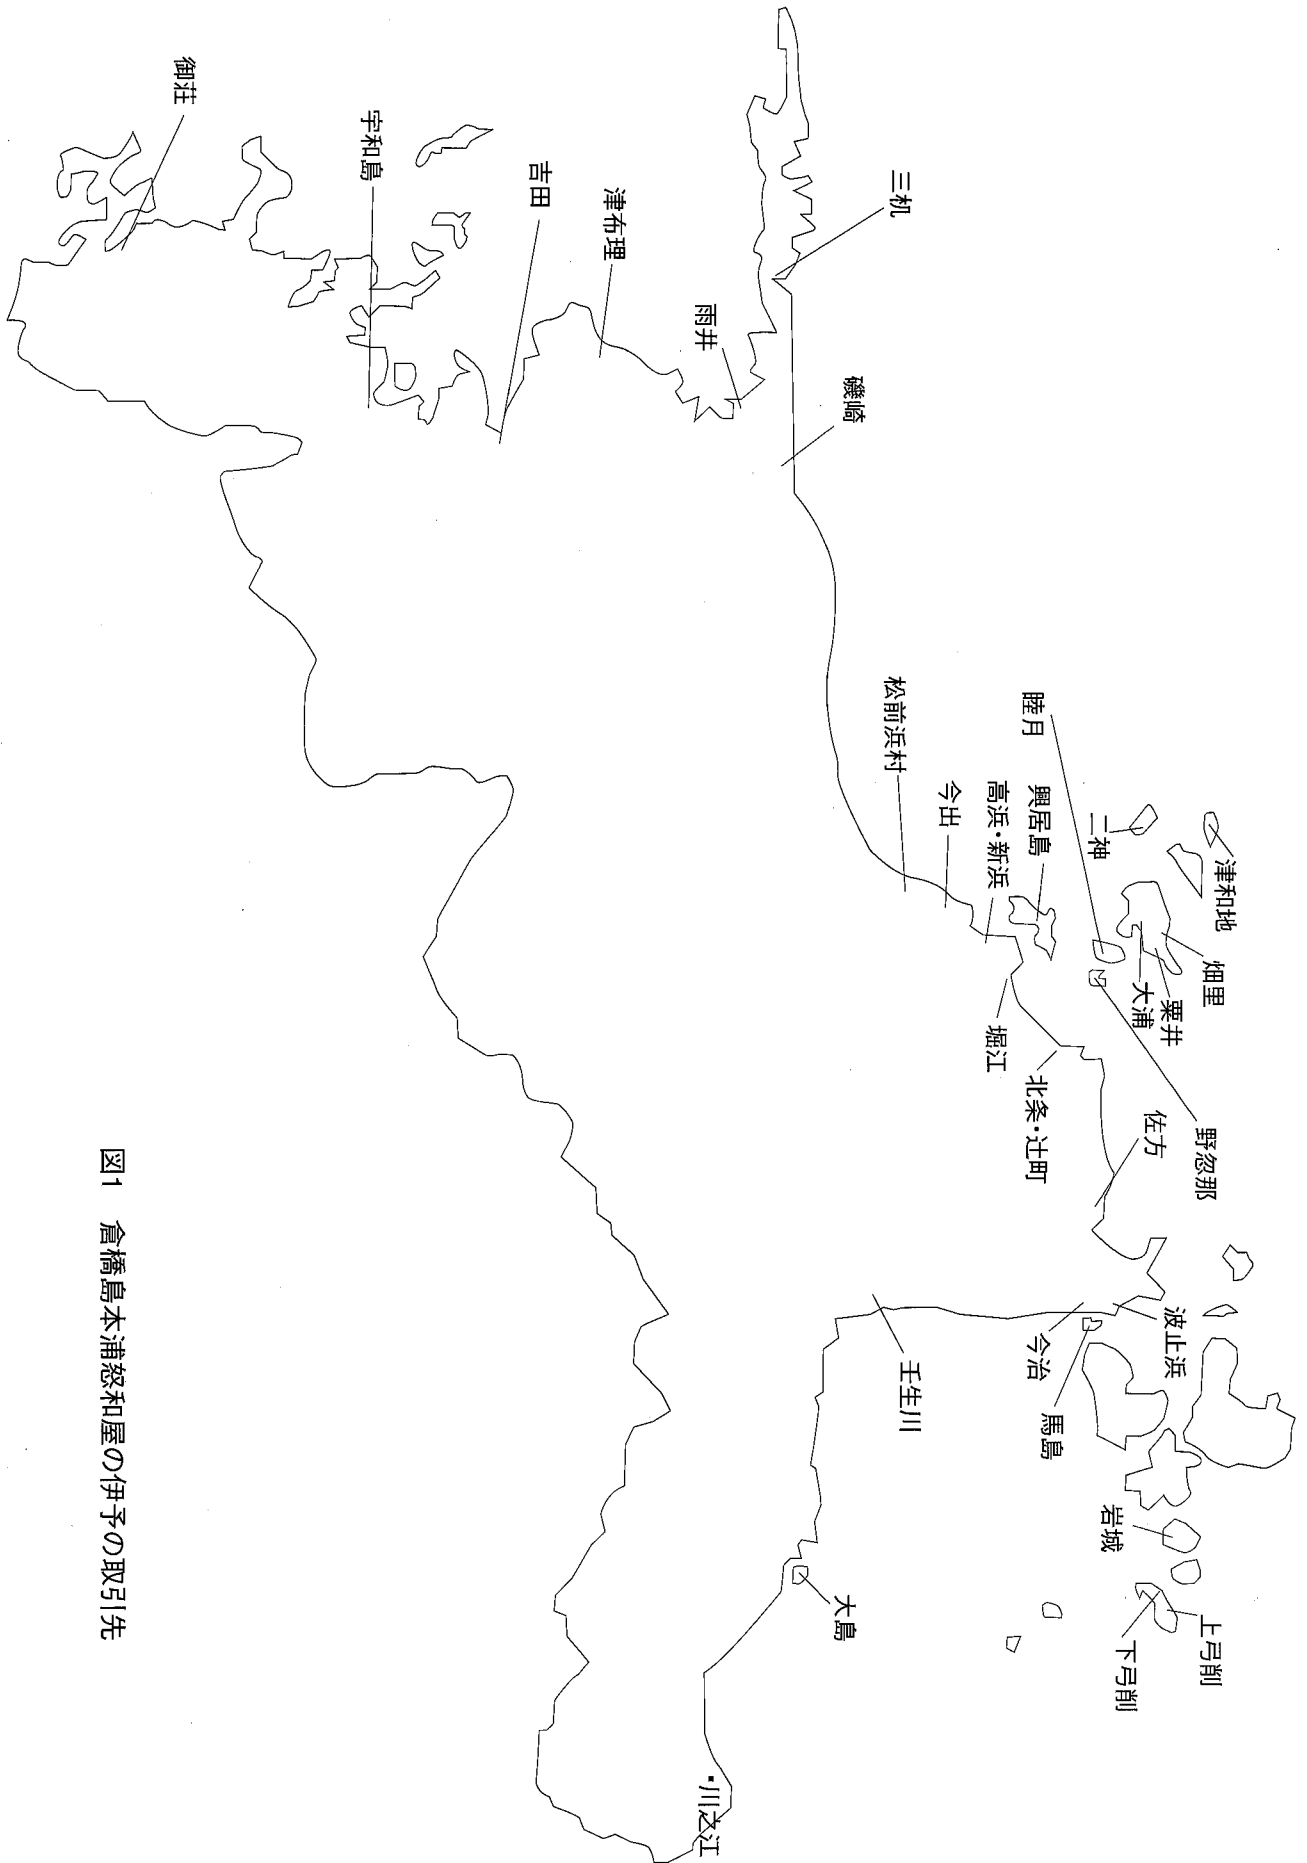 御荘
宇和島
吉田
津布理
雨井
三机
磯崎
松前浜村
今出
高浜・新浜
興居島
睦月
二神
津和地
畑里
粟井
大浦
野忽那
堀江
北条・辻町
佐方
波止浜
今治
馬島
壬生川
岩城
上弓削
下弓削
大島
・川之江
図1 倉橋島本浦怒和屋の伊予の取引先